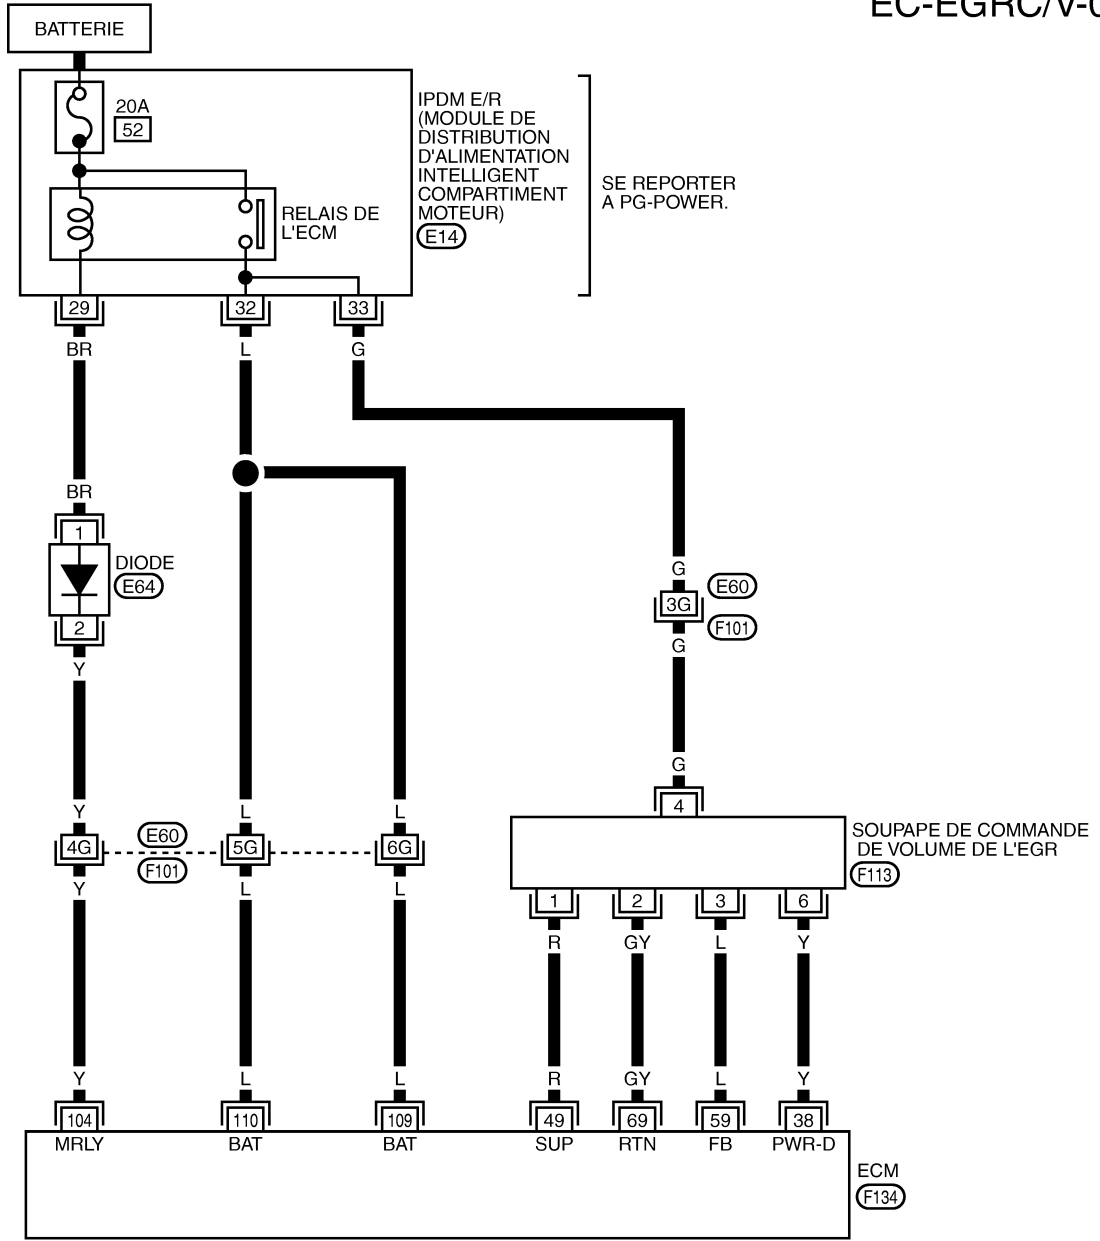 EC-EGRC/V-0
BATTERIE
20A
52
IPDM E/R
(MODULE DE
DISTRIBUTION
D'ALIMENTATION
INTELLIGENT
COMPARTIMENT
MOTEUR)
E14
SE REPORTER
A PG-POWER.
RELAIS DE
L'ECM
29 32 33
BR L G
BR
1
DIODE
E64
2
Y
G
3G
E60
F101
G
G
4
Y L L
4G E60 F101 5G 6G
Y L L
SOUPAPE DE COMMANDE
DE VOLUME DE L'EGR
F113
1 2 3 6
R GY L Y
Y L L R GY L Y
104 110 109 49 69 59 38
MRLY BAT BAT SUP RTN FB PWR-D
ECM
F134